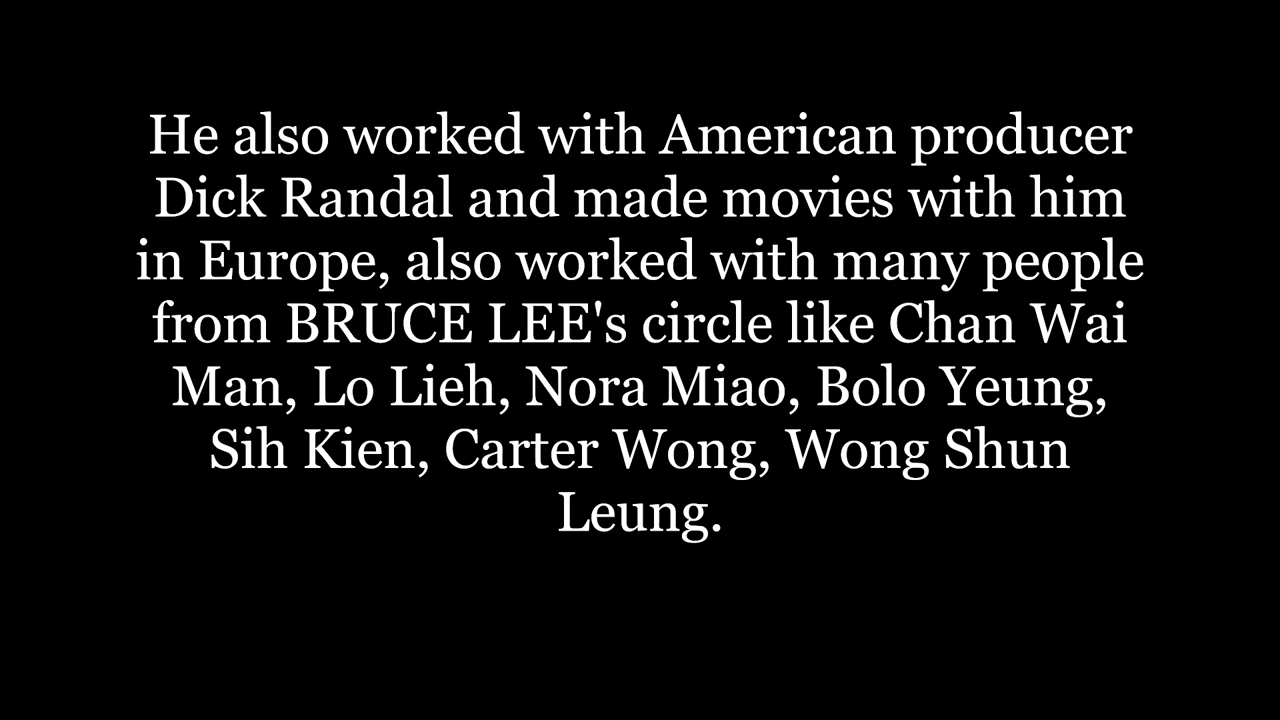 He also worked with American producer
Dick Randal and made movies with him
in Europe, also worked with many people
from BRUCE LEE's circle like Chan Wai
Man, Lo Lieh, Nora Miao, Bolo Yeung,
Sih Kien, Carter Wong, Wong Shun
Leung.